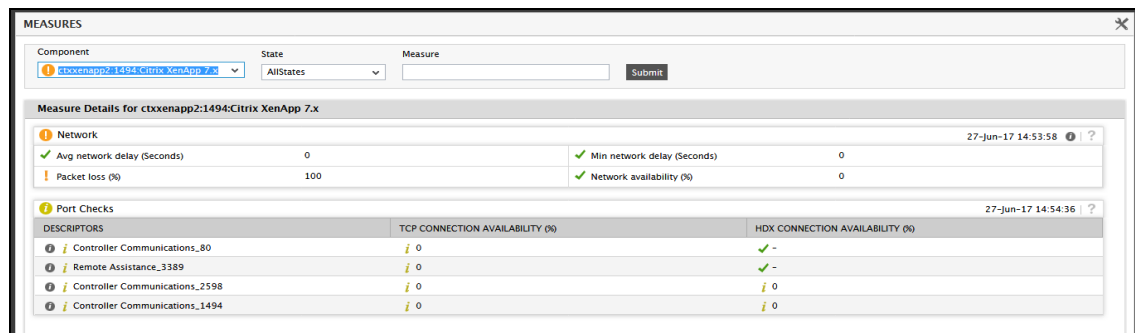 MEASURES
Component State Measure
ctxxenapp2:1494:Citrix XenApp 7.x AllStates Submit
Measure Details for ctxxenapp2:1494:Citrix XenApp 7.x
Network 27-Jun-17 14:53:58 ?
Avg network delay (Seconds) 0 Min network delay (Seconds) 0
Packet loss (%) 100 Network availability (%) 0
Port Checks 27-Jun-17 14:54:36 ?
DESCRIPTORS TCP CONNECTION AVAILABILITY (%) HDX CONNECTION AVAILABILITY (%)
Controller Communications_80 0 -
Remote Assistance_3389 0 -
Controller Communications_2598 0 0
Controller Communications_1494 0 0